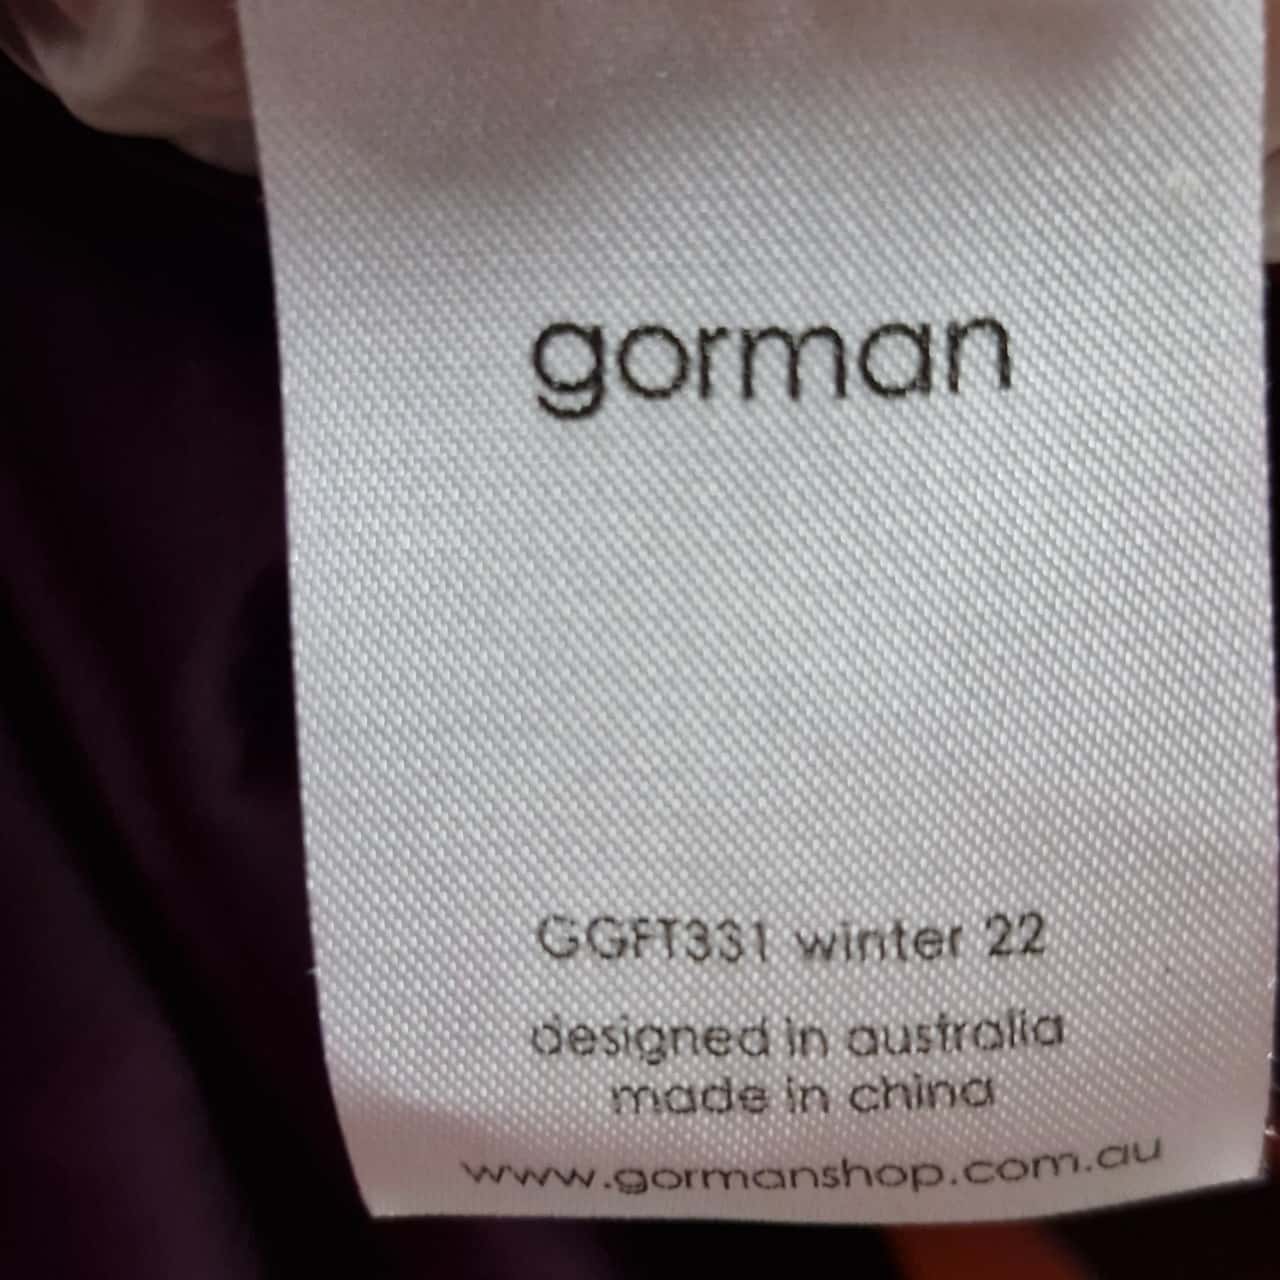 gorman
GGFT331 winter 22
designed in australia
made in china
www.gormanshop.com.au